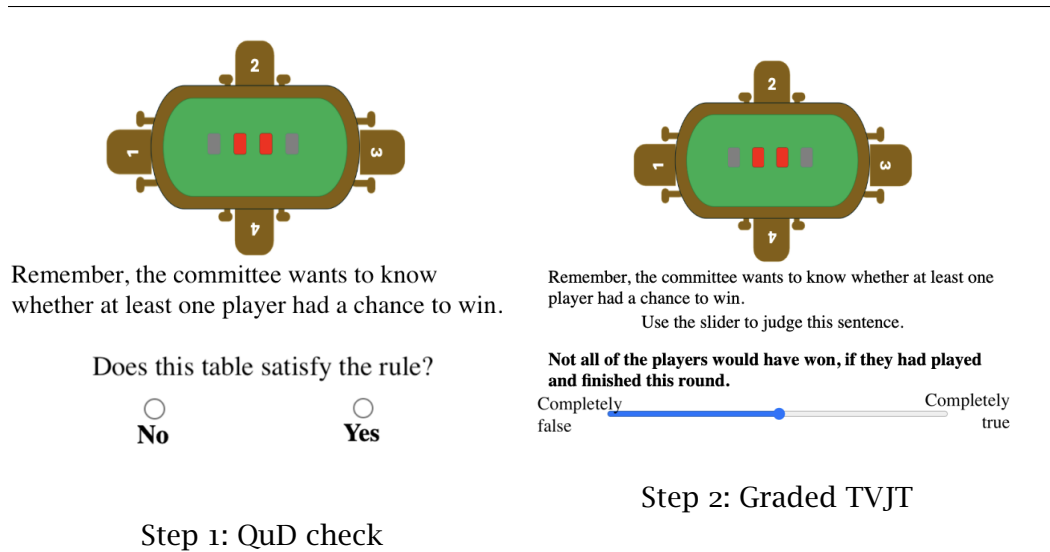 2
1
3
4
Remember, the committee wants to know
whether at least one player had a chance to win.
Does this table satisfy the rule?
No
Yes
Step 1: QuD check
2
1
3
4
Remember, the committee wants to know whether at least one
player had a chance to win.
Use the slider to judge this sentence.
Not all of the players would have won, if they had played
and finished this round.
Completely
false
Completely
true
Step 2: Graded TVJT